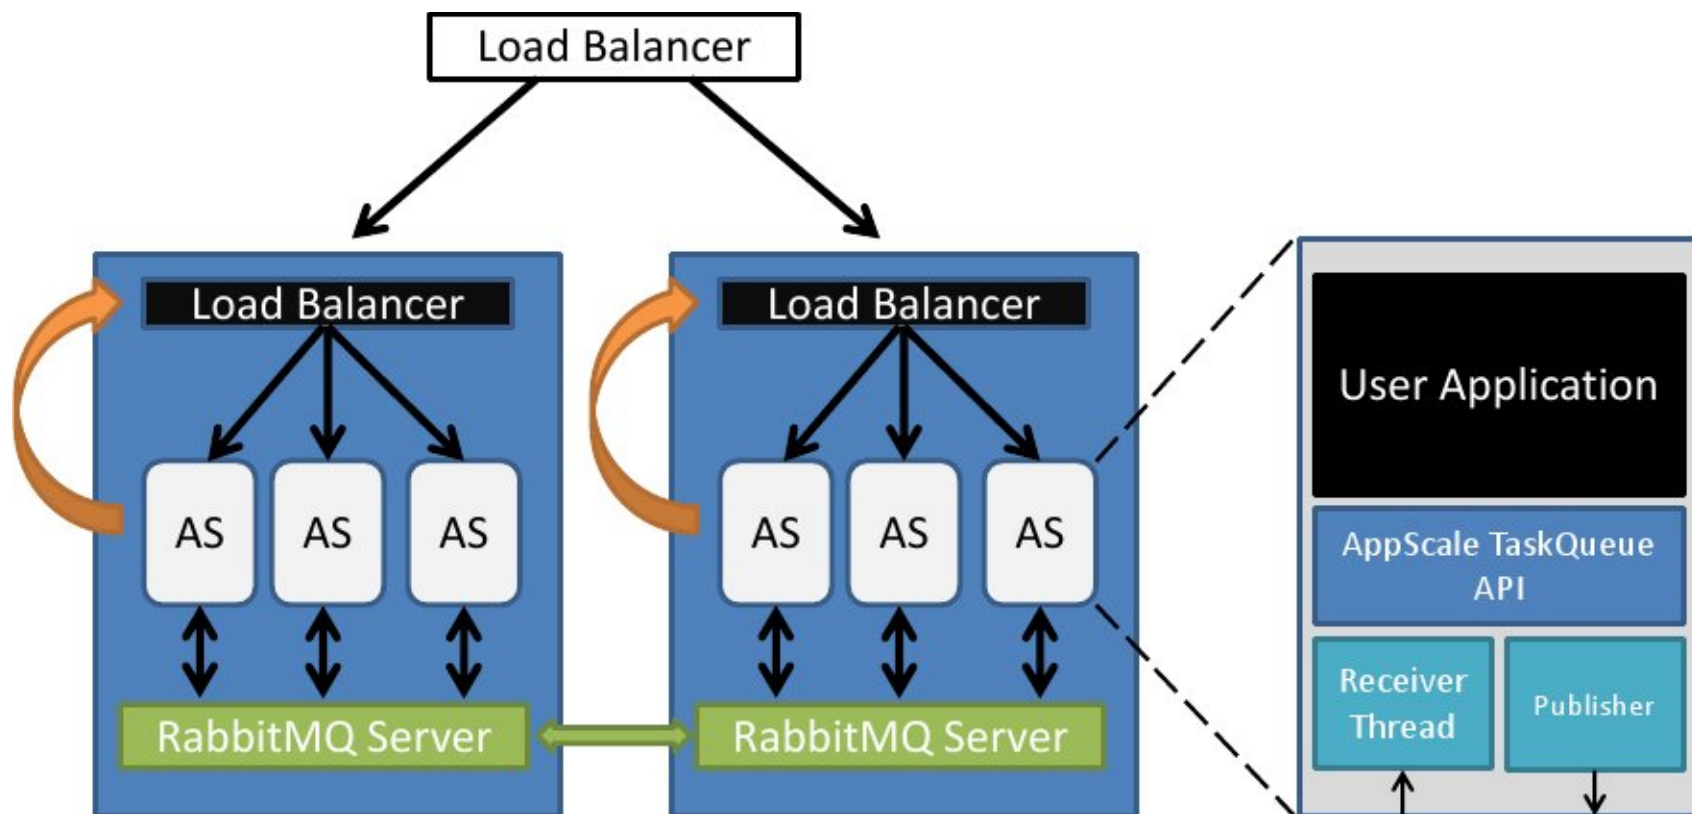 Load Balancer
Load Balancer
Load Balancer
User Application
AS
AS
AS
AS
AS
AS
AppScale TaskQueue
API
Receiver
Thread
Publisher
RabbitMQ Server
RabbitMQ Server